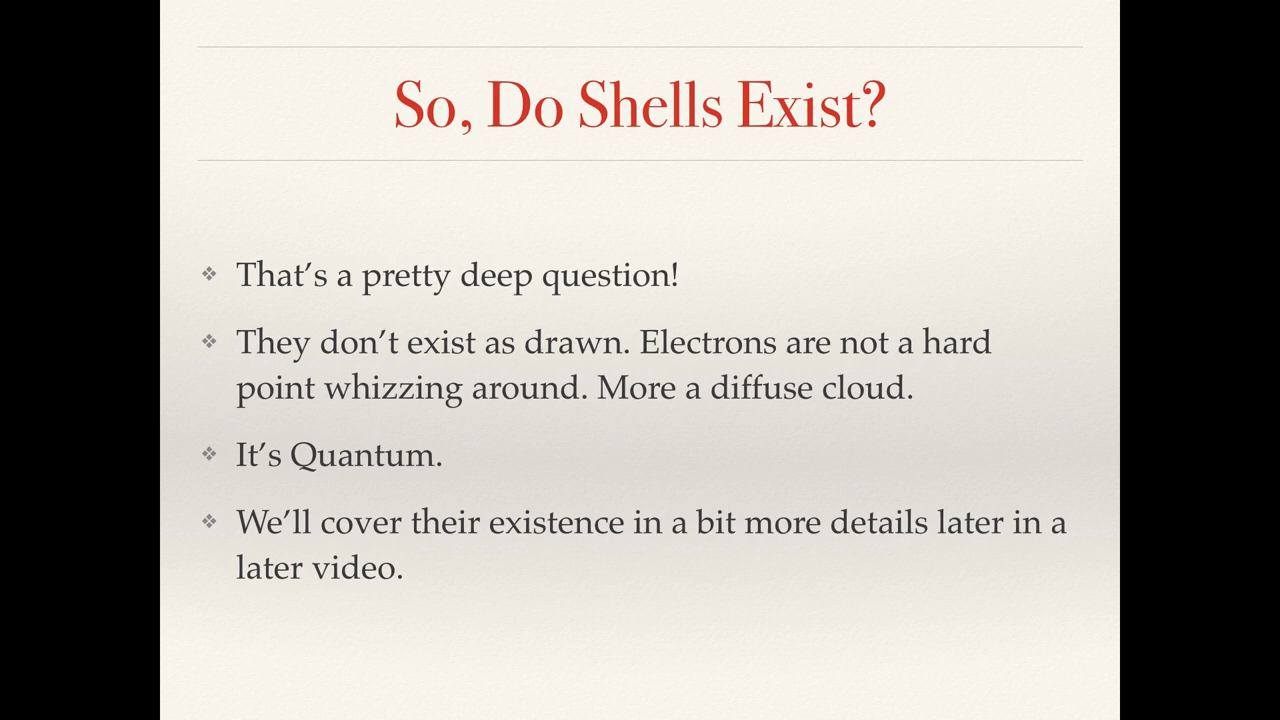 So, Do Shells Exist?
❖ That’s a pretty deep question!
❖ They don’t exist as drawn. Electrons are not a hard
point whizzing around. More a diffuse cloud.
❖ It’s Quantum.
❖ We’ll cover their existence in a bit more details later in a
later video.